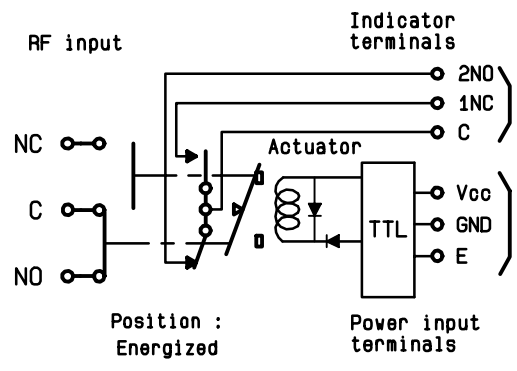 Indicator
terminals
RF input
2NO
1NC
C
NC
Actuator
C
Vcc
TTL
GND
E
NO
Position :
Energized
Power input
terminals